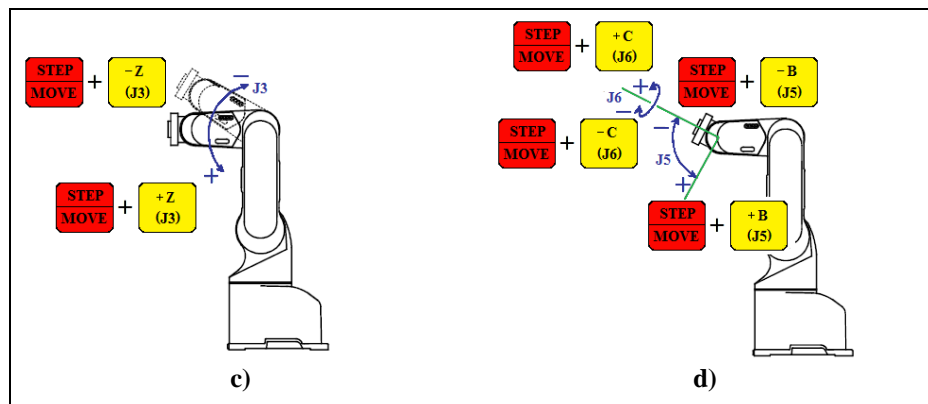 STEP
MOVE
+
– Z
(J3)
–
J3
+
STEP
MOVE
+
+ Z
(J3)
c)
STEP
MOVE
+
+ C
(J6)
STEP
MOVE
+
– B
(J5)
+
J6
–
–
STEP
MOVE
+
– C
(J6)
J5
+
STEP
MOVE
+
+ B
(J5)
d)